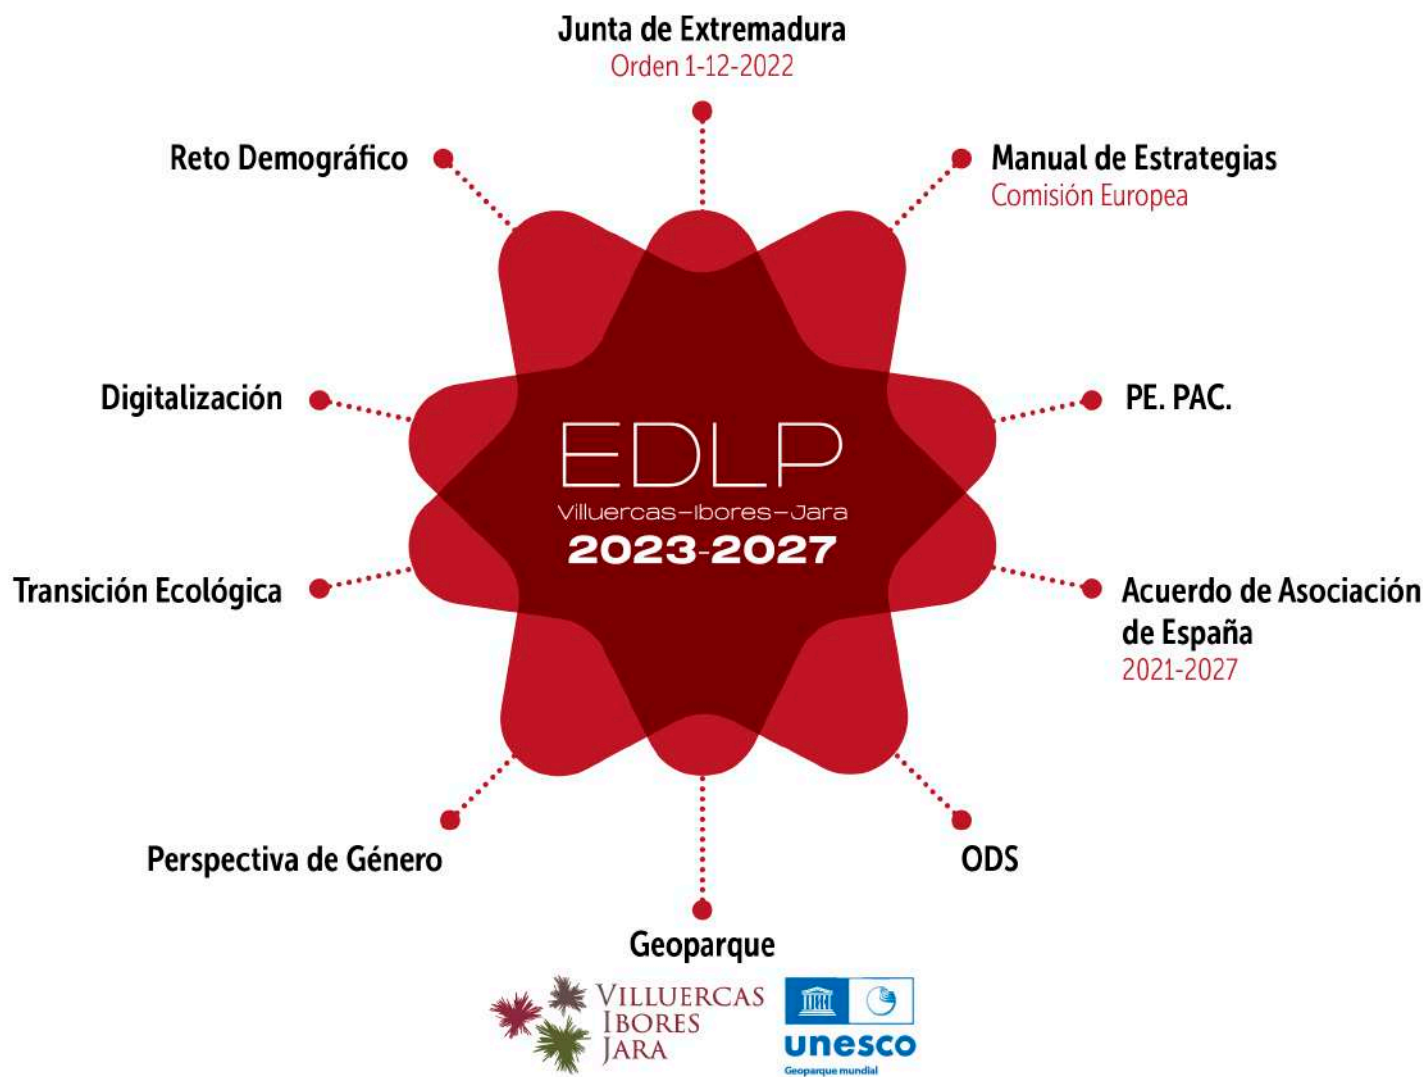 Junta de Extremadura
Orden 1-12-2022
Reto Demográfico
Manual de Estrategias
Comisión Europea
Digitalización
PE. PAC.
EDLP
Villuercas-Ibores-Jara
2023-2027
Transición Ecológica
Acuerdo de Asociación
de España
2021-2027
Perspectiva de Género
ODS
Geoparque
VILLUERCAS
IBORES
JARA
unesco
Geoparque mundial